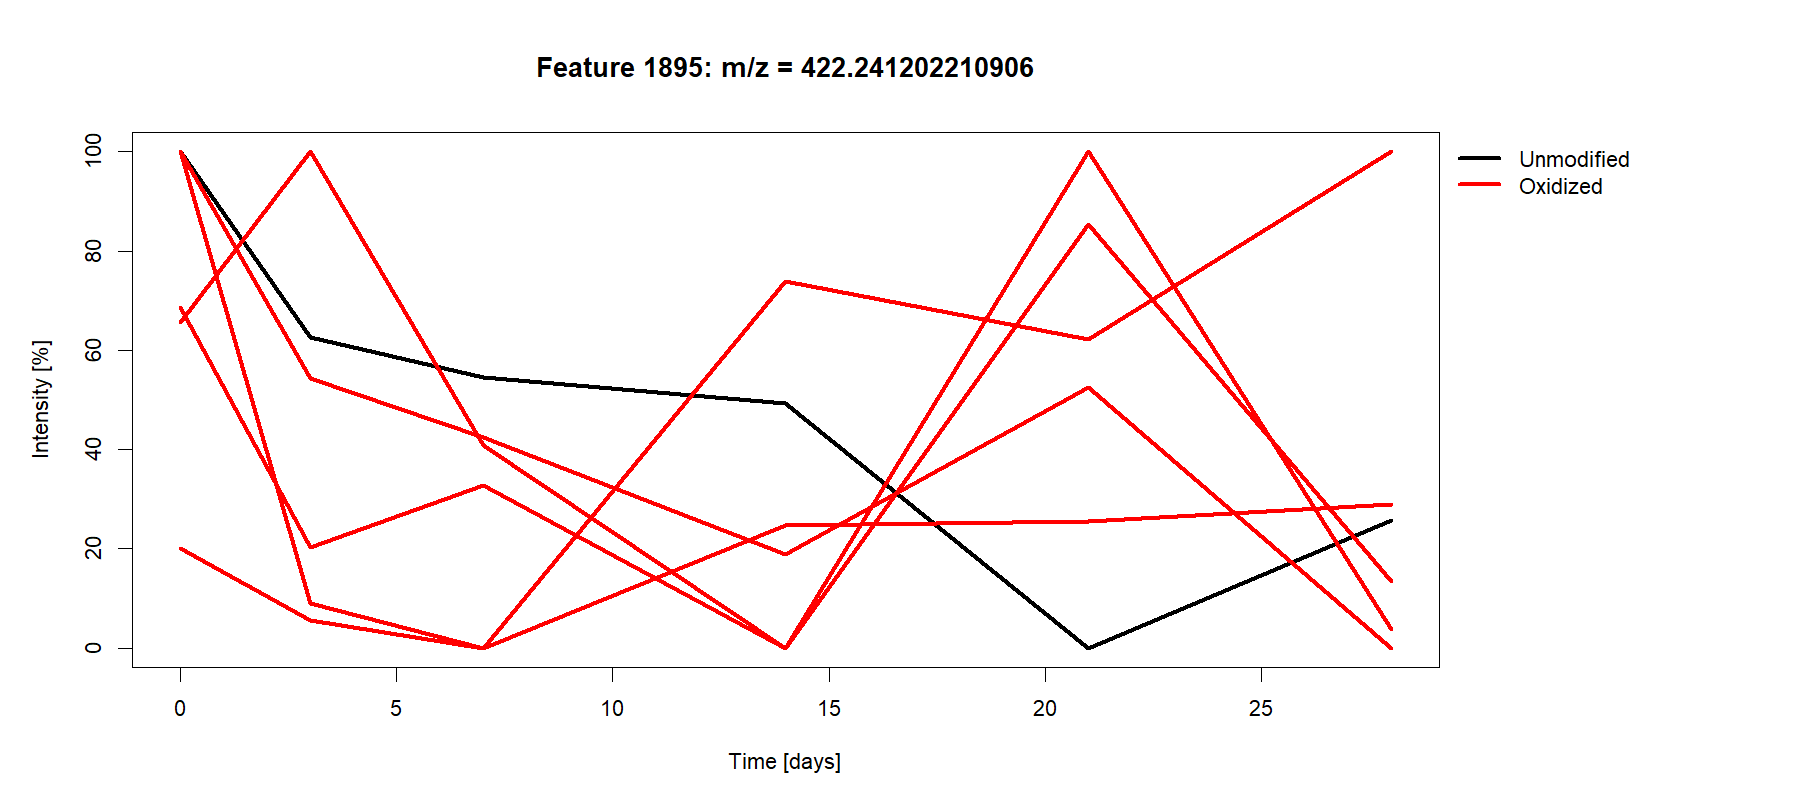 Feature 1895: m/z = 422.241202210906
Unmodified
Oxidized
Intensity [%]
100
80
60
40
20
0
0 5 10 15 20 25
Time [days]